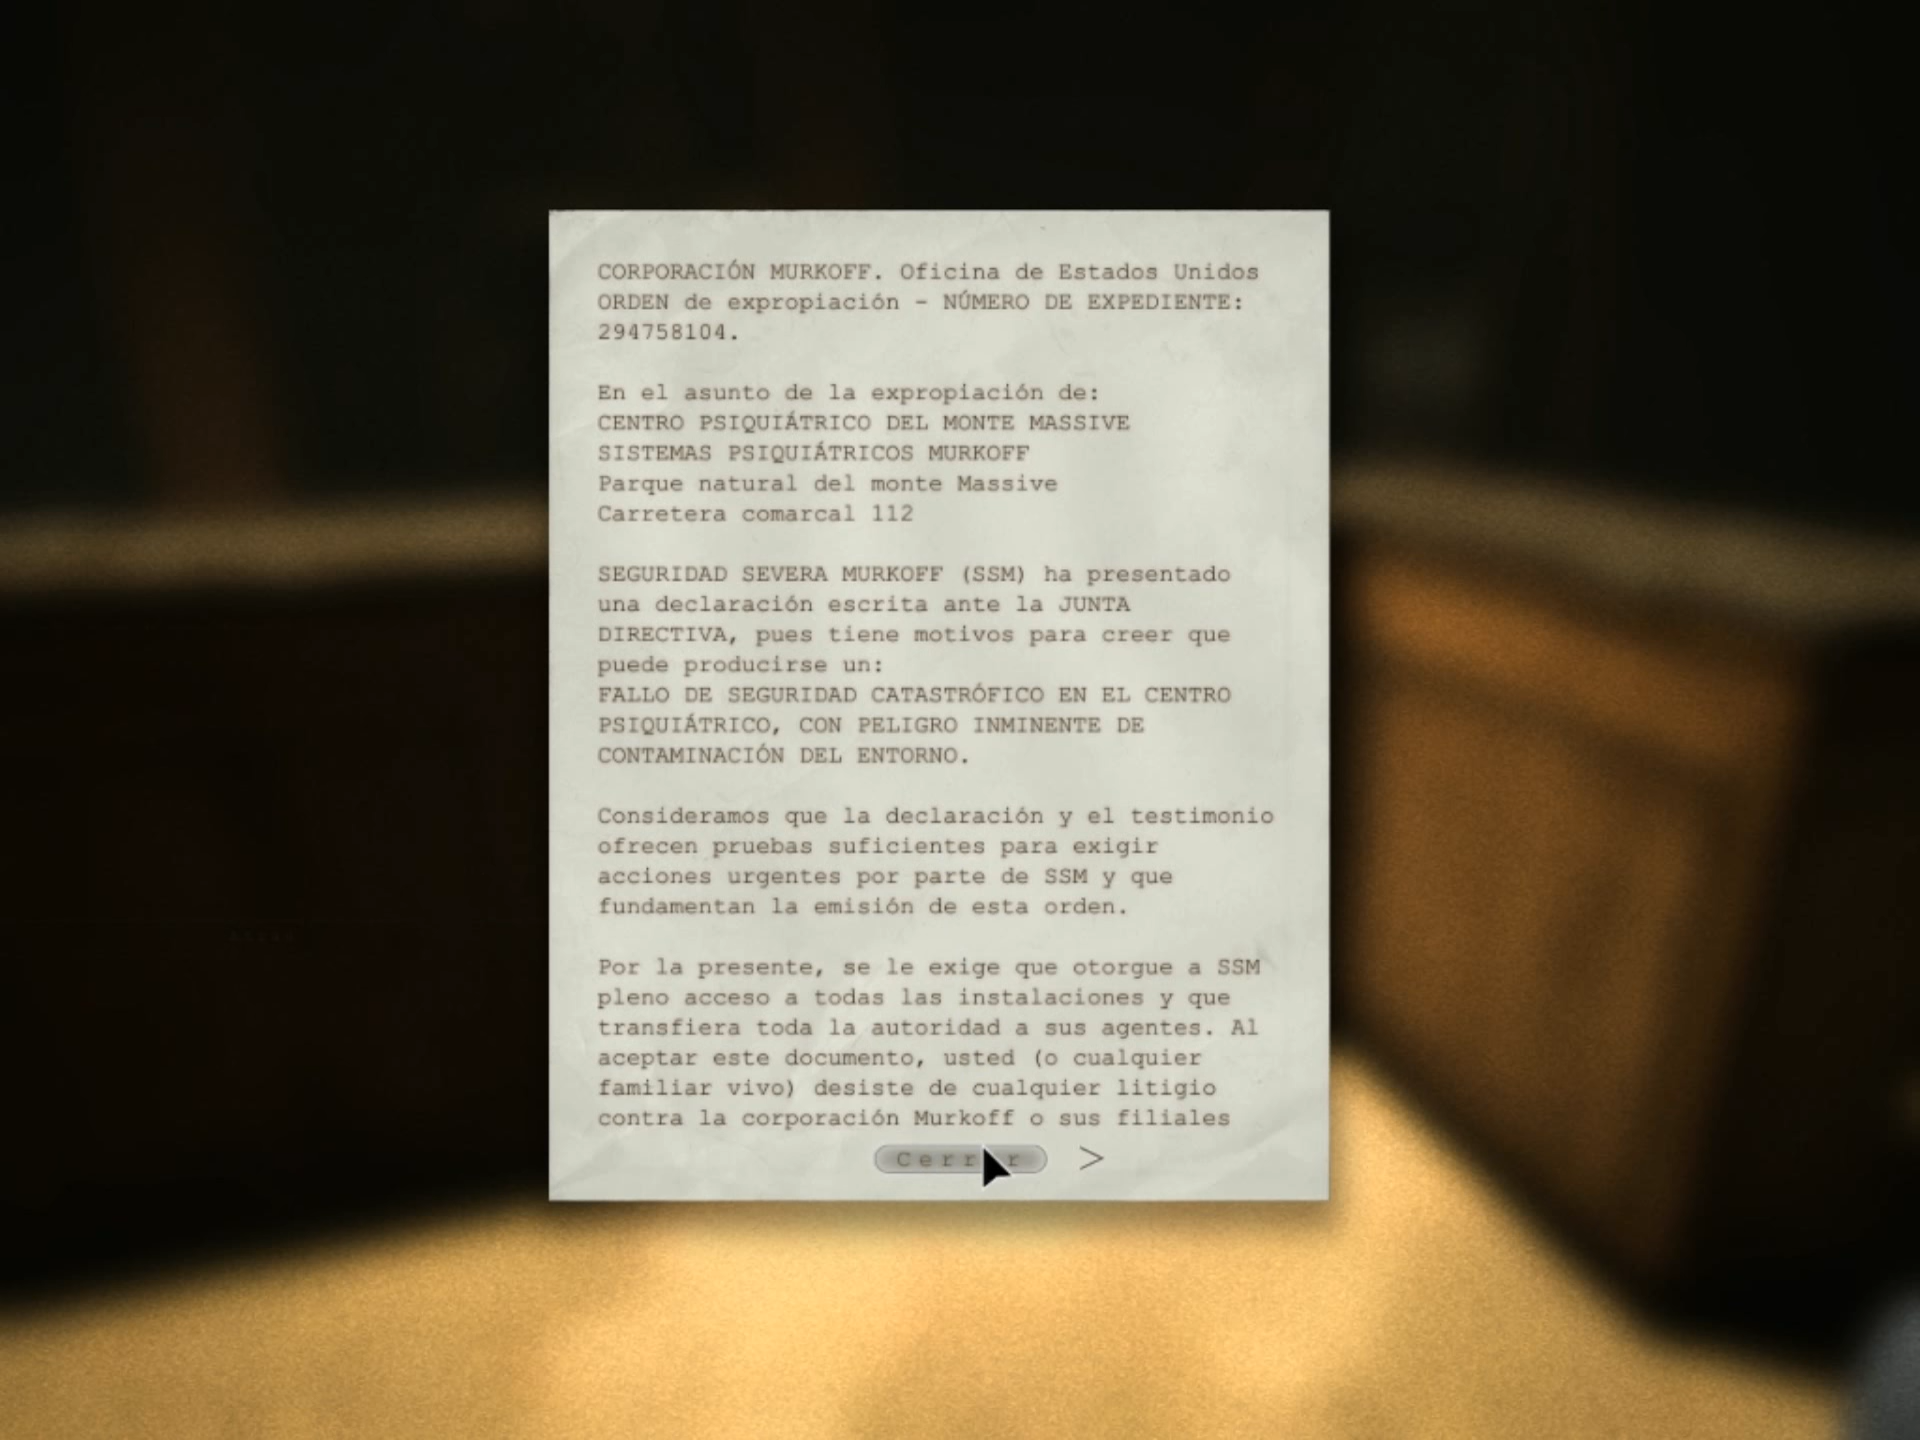 CORPORACIÓN MURKOFF. Oficina de Estados Unidos
ORDEN de expropiación - NÚMERO DE EXPEDIENTE:
294758104.
En el asunto de la expropiación de:
CENTRO PSIQUIÁTRICO DEL MONTE MASSIVE
SISTEMAS PSIQUIÁTRICOS MURKOFF
Parque natural del monte Massive
Carretera comarcal 112
SEGURIDAD SEVERA MURKOFF (SSM) ha presentado
una declaración escrita ante la JUNTA
DIRECTIVA, pues tiene motivos para creer que
puede producirse un:
FALLO DE SEGURIDAD CATASTRÓFICO EN EL CENTRO
PSIQUIÁTRICO, CON PELIGRO INMINENTE DE
CONTAMINACIÓN DEL ENTORNO.
Consideramos que la declaración y el testimonio
ofrecen pruebas suficientes para exigir
acciones urgentes por parte de SSM y que
fundamentan la emisión de esta orden.
Por la presente, se le exige que otorgue a SSM
pleno acceso a todas las instalaciones y que
transfiera toda la autoridad a sus agentes. Al
aceptar este documento, usted (o cualquier
familiar vivo) desiste de cualquier litigio
contra la corporación Murkoff o sus filiales
Cerrar >